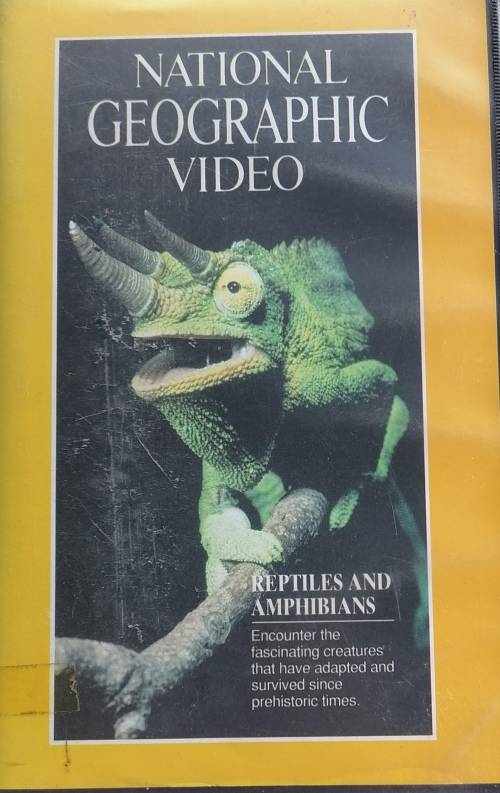 NATIONAL
GEOGRAPHIC
VIDEO
REPTILES AND
AMPHIBIANS
Encounter the
fascinating creatures
that have adapted and
survived since
prehistoric times.